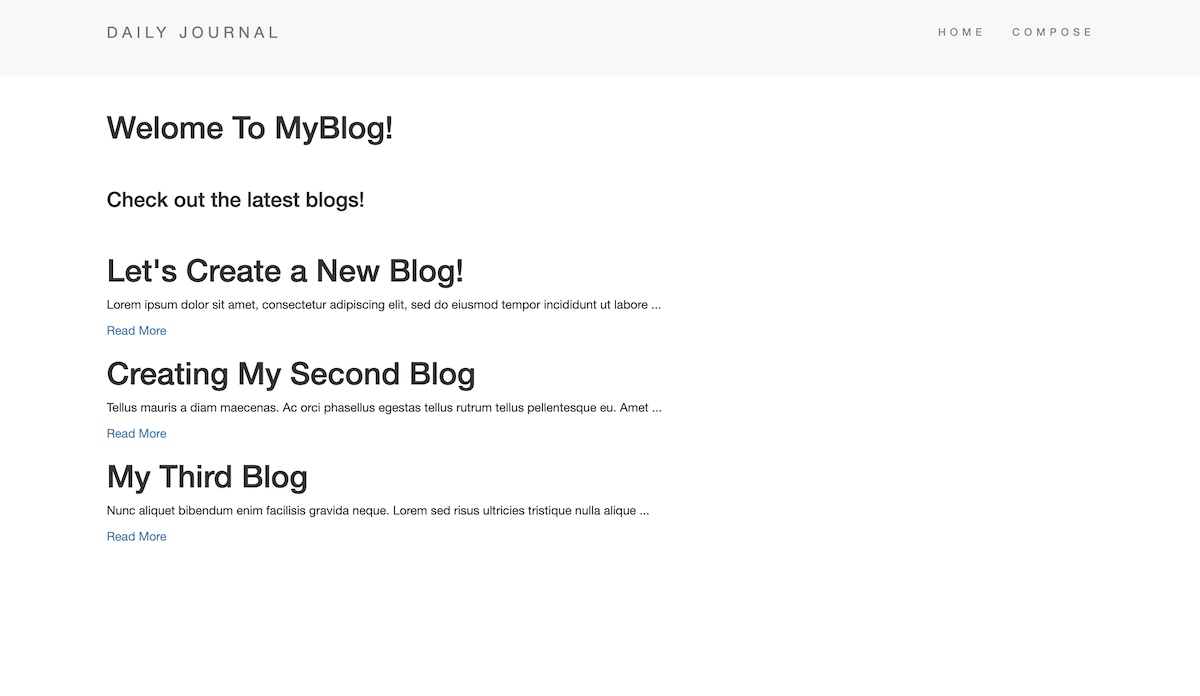 DAILY JOURNAL
HOME COMPOSE
Welome To MyBlog!
Check out the latest blogs!
Let's Create a New Blog!
Lorem ipsum dolor sit amet, consectetur adipiscing elit, sed do eiusmod tempor incididunt ut labore ...
Read More
Creating My Second Blog
Tellus mauris a diam maecenas. Ac orci phasellus egestas tellus rutrum tellus pellentesque eu. Amet ...
Read More
My Third Blog
Nunc aliquet bibendum enim facilisis gravida neque. Lorem sed risus ultricies tristique nulla alique ...
Read More